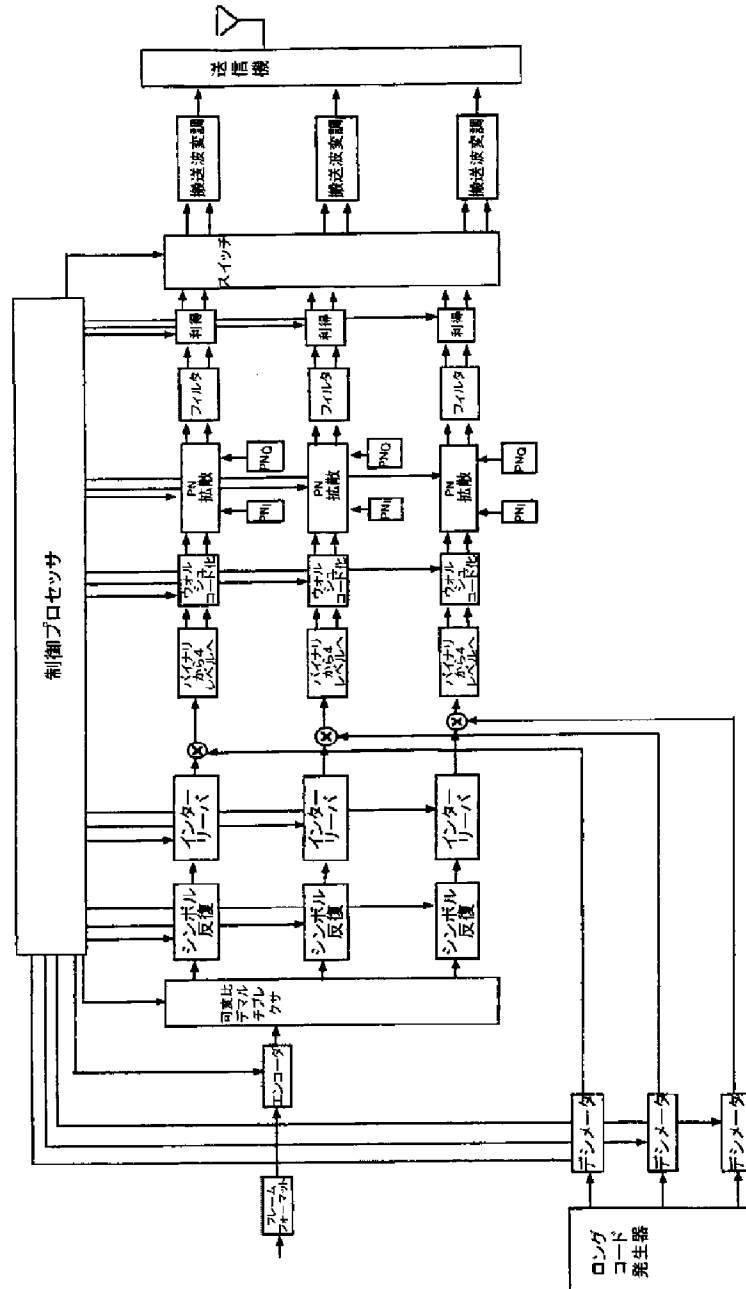 制御プロセッサ
フレーム
フォーマット
エンコーダ
可変比
デマル
チプレ
クサ
シンボル
反復
インター
リーバ
バイナリ
から4
レベルへ
ウォル
シュ
コード化
PN
拡散
PNI
PNQ
フィルタ
利得
シンボル
反復
インター
リーバ
バイナリ
から4
レベルへ
ウォル
シュ
コード化
PN
拡散
PNI
PNQ
フィルタ
利得
シンボル
反復
インター
リーバ
バイナリ
から4
レベルへ
ウォル
シュ
コード化
PN
拡散
PNI
PNQ
フィルタ
利得
スイッチ
搬送波変調
搬送波変調
搬送波変調
送信機
ロング
コード
発生器
デシメータ
デシメータ
デシメータ